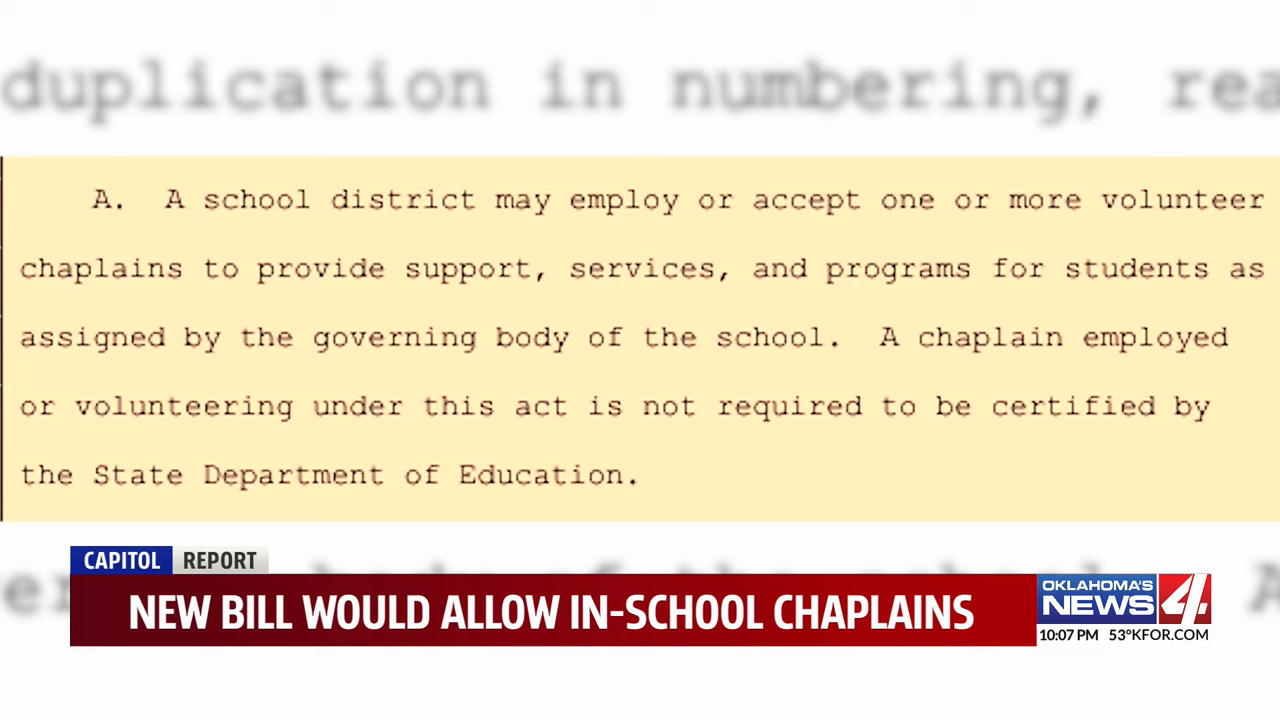 duplication in numbering, rea
A. A school district may employ or accept one or more volunteer
chaplains to provide support, services, and programs for students as
assigned by the governing body of the school. A chaplain employed
or volunteering under this act is not required to be certified by
the State Department of Education.
CAPITOL REPORT
NEW BILL WOULD ALLOW IN-SCHOOL CHAPLAINS
OKLAHOMA'S
NEWS 4
10:07 PM 53°KFOR.COM